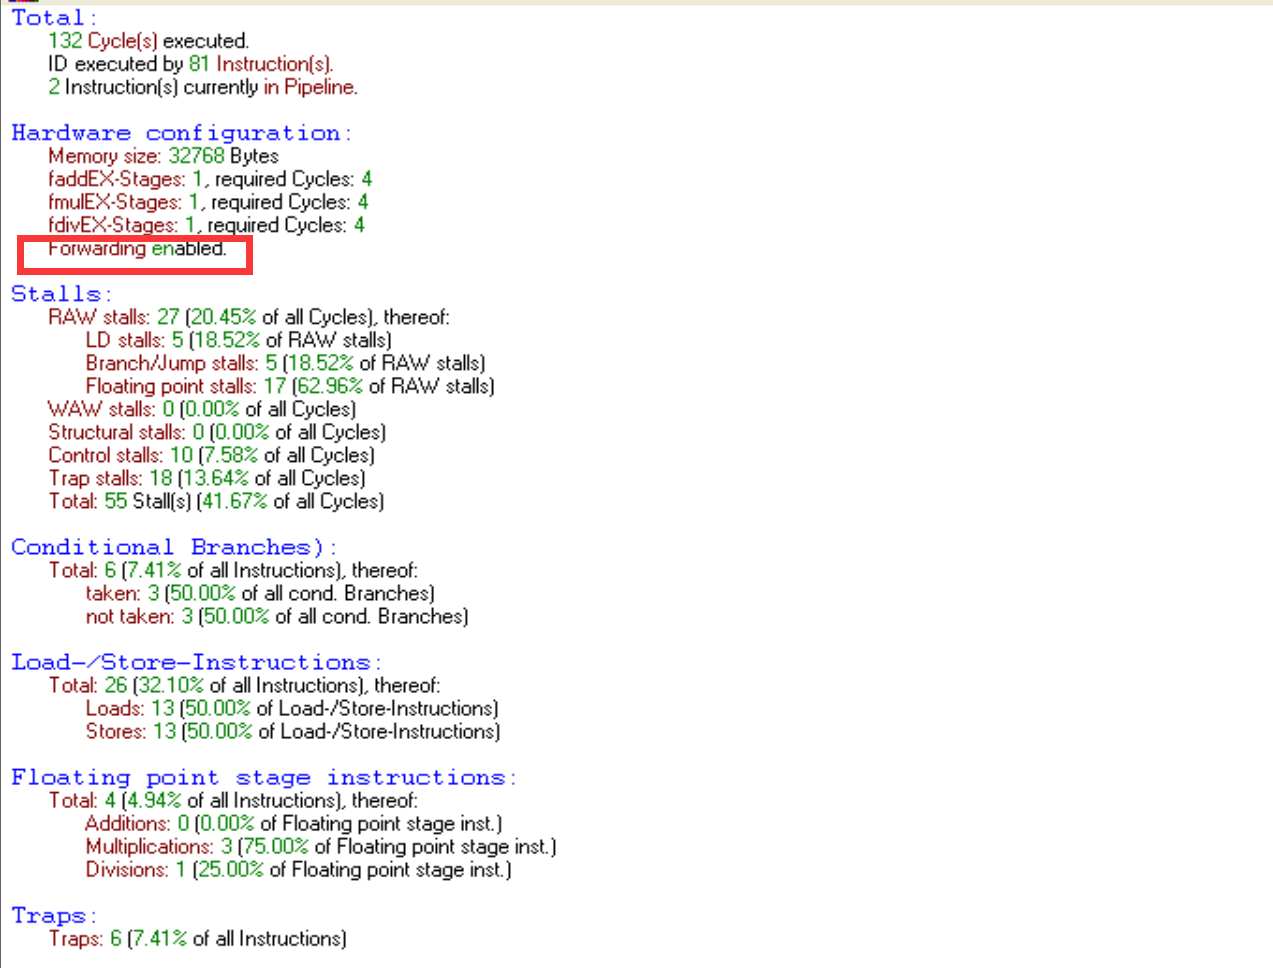 Total:
132 Cycle(s) executed.
ID executed by 81 Instruction(s).
2 Instruction(s) currently in Pipeline.
Hardware configuration:
Memory size: 32768 Bytes
faddEX-Stages: 1, required Cycles: 4
fmulEX-Stages: 1, required Cycles: 4
fdivEX-Stages: 1, required Cycles: 4
Forwarding enabled.
Stalls:
RAW stalls: 27 (20.45% of all Cycles), thereof:
LD stalls: 5 (18.52% of RAW stalls)
Branch/Jump stalls: 5 (18.52% of RAW stalls)
Floating point stalls: 17 (62.96% of RAW stalls)
WAW stalls: 0 (0.00% of all Cycles)
Structural stalls: 0 (0.00% of all Cycles)
Control stalls: 10 (7.58% of all Cycles)
Trap stalls: 18 (13.64% of all Cycles)
Total: 55 Stall(s) (41.67% of all Cycles)
Conditional Branches):
Total: 6 (7.41% of all Instructions), thereof:
taken: 3 (50.00% of all cond. Branches)
not taken: 3 (50.00% of all cond. Branches)
Load-/Store-Instructions:
Total: 26 (32.10% of all Instructions), thereof:
Loads: 13 (50.00% of Load-/Store-Instructions)
Stores: 13 (50.00% of Load-/Store-Instructions)
Floating point stage instructions:
Total: 4 (4.94% of all Instructions), thereof:
Additions: 0 (0.00% of Floating point stage inst.)
Multiplications: 3 (75.00% of Floating point stage inst.)
Divisions: 1 (25.00% of Floating point stage inst.)
Traps:
Traps: 6 (7.41% of all Instructions)